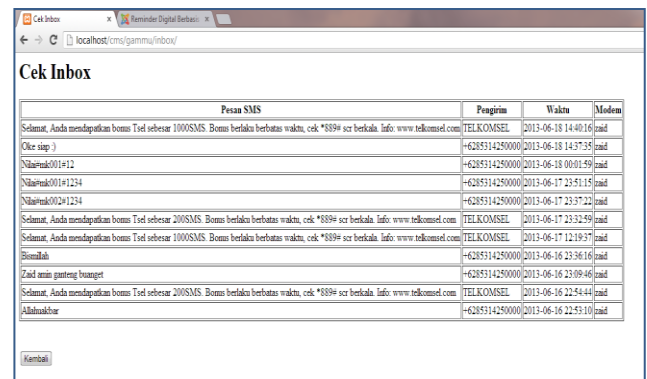 Cek Inbox
Reminder Digital Berbasis
localhost/cms/gammu/inbox/
Cek Inbox
Pesan SMS Pengirim Waktu Modem
Selamat, Anda mendapatkan bonus Tsel sebesar 1000SMS. Bonus berlaku berbatas waktu, cek *889# scr berkala. Info: www.telkomsel.com TELKOMSEL 2013-06-18 14:40:16 zaid
Oke siap :) +6285314250000 2013-06-18 14:37:35 zaid
Nilai#mk001#12 +6285314250000 2013-06-18 00:01:59 zaid
Nilai#mk001#1234 +6285314250000 2013-06-17 23:51:15 zaid
Nilai#mk002#1234 +6285314250000 2013-06-17 23:37:22 zaid
Selamat, Anda mendapatkan bonus Tsel sebesar 200SMS. Bonus berlaku berbatas waktu, cek *889# scr berkala. Info: www.telkomsel.com TELKOMSEL 2013-06-17 23:32:59 zaid
Selamat, Anda mendapatkan bonus Tsel sebesar 1000SMS. Bonus berlaku berbatas waktu, cek *889# scr berkala. Info: www.telkomsel.com TELKOMSEL 2013-06-17 12:19:37 zaid
Bismillah +6285314250000 2013-06-16 23:36:16 zaid
Zaid amin ganteng buanget +6285314250000 2013-06-16 23:09:46 zaid
Selamat, Anda mendapatkan bonus Tsel sebesar 200SMS. Bonus berlaku berbatas waktu, cek *889# scr berkala. Info: www.telkomsel.com TELKOMSEL 2013-06-16 22:54:44 zaid
Allahuakbar +6285314250000 2013-06-16 22:53:10 zaid
Kembali